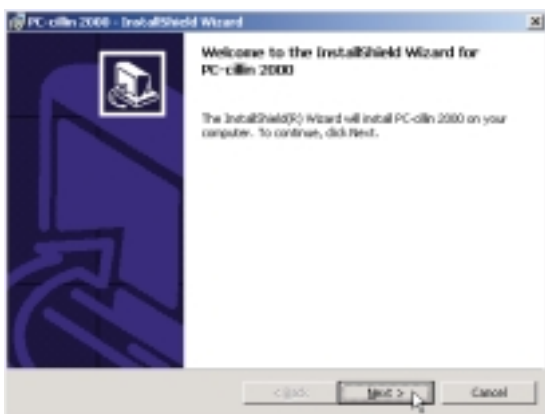 PC-cillin 2000 - InstallShield Wizard
Welcome to the InstallShield Wizard for
PC-cillin 2000
The InstallShield(R) Wizard will install PC-cillin 2000 on your
computer. To continue, click Next.
< Back
Next >
Cancel